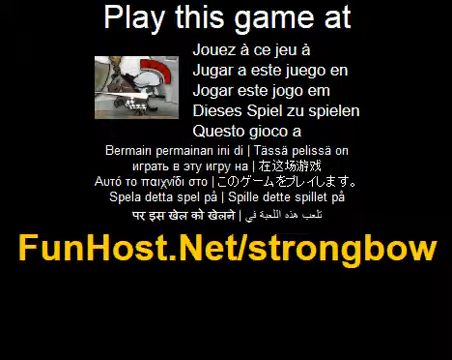 Play this game at
Jouez à ce jeu à
Jugar a este juego en
Jogar este jogo em
Dieses Spiel zu spielen
Questo gioco a
Bermain permainan ini di | Tässä pelissä on
играть в эту игру на | 在这场游戏
Αυτό το παιχνίδι στο | このゲームをプレイします。
Spela detta spel på | Spille dette spillet på
पर इस खेल को खेलने | تلعب هذه اللعبة في
FunHost.Net/strongbow